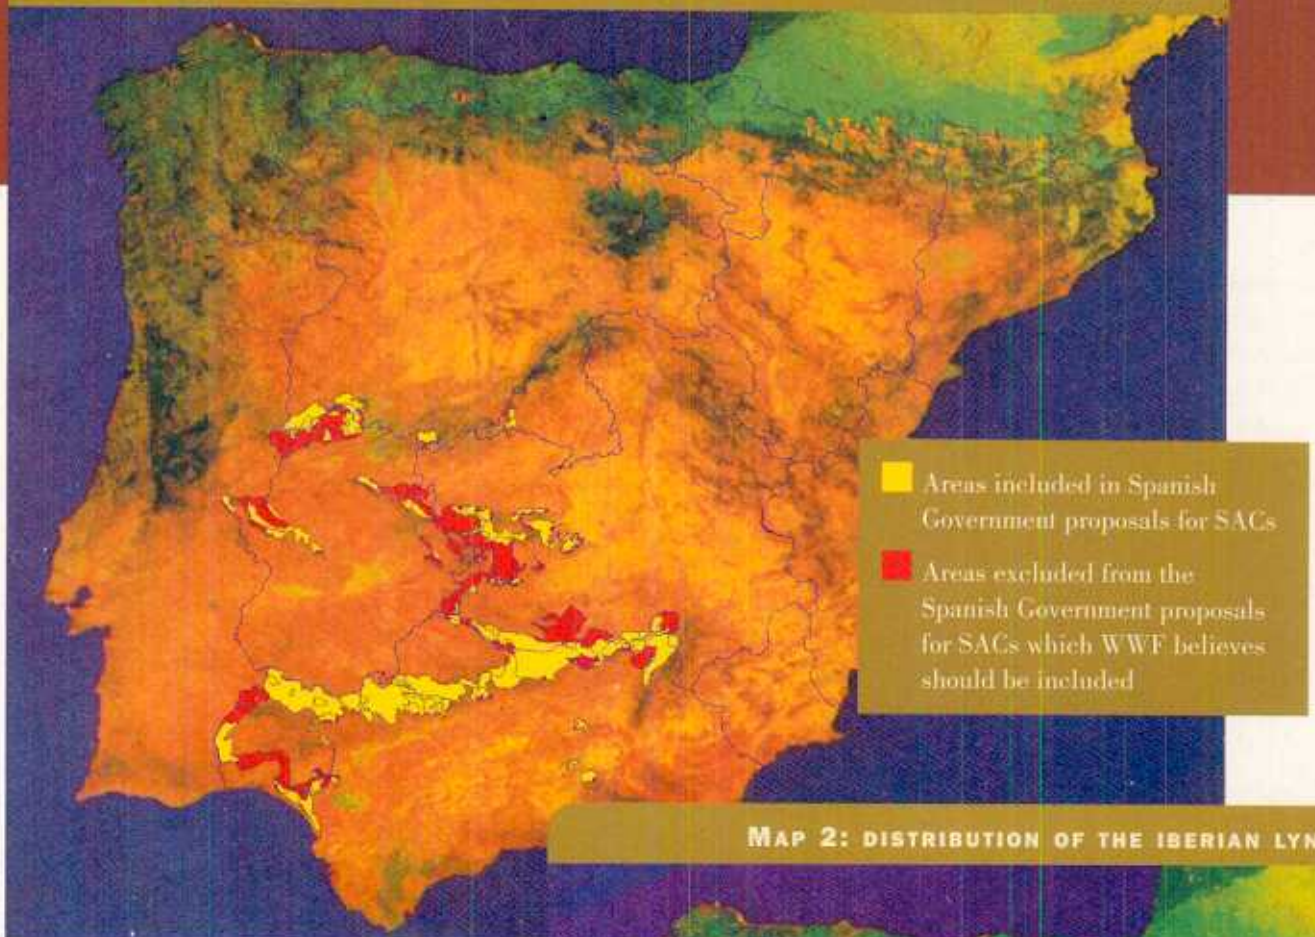 Areas included in Spanish
Government proposals for SACs
Areas excluded from the
Spanish Government proposals
for SACs which WWF believes
should be included
MAP 2: DISTRIBUTION OF THE IBERIAN LYN